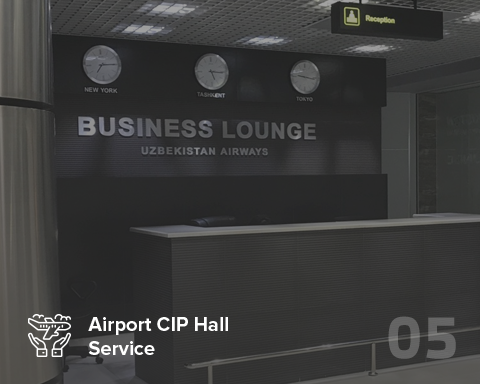 Reception
NEW YORK
TASHKENT
TOKYO
BUSINESS LOUNGE
UZBEKISTAN AIRWAYS
Airport CIP Hall
Service
05